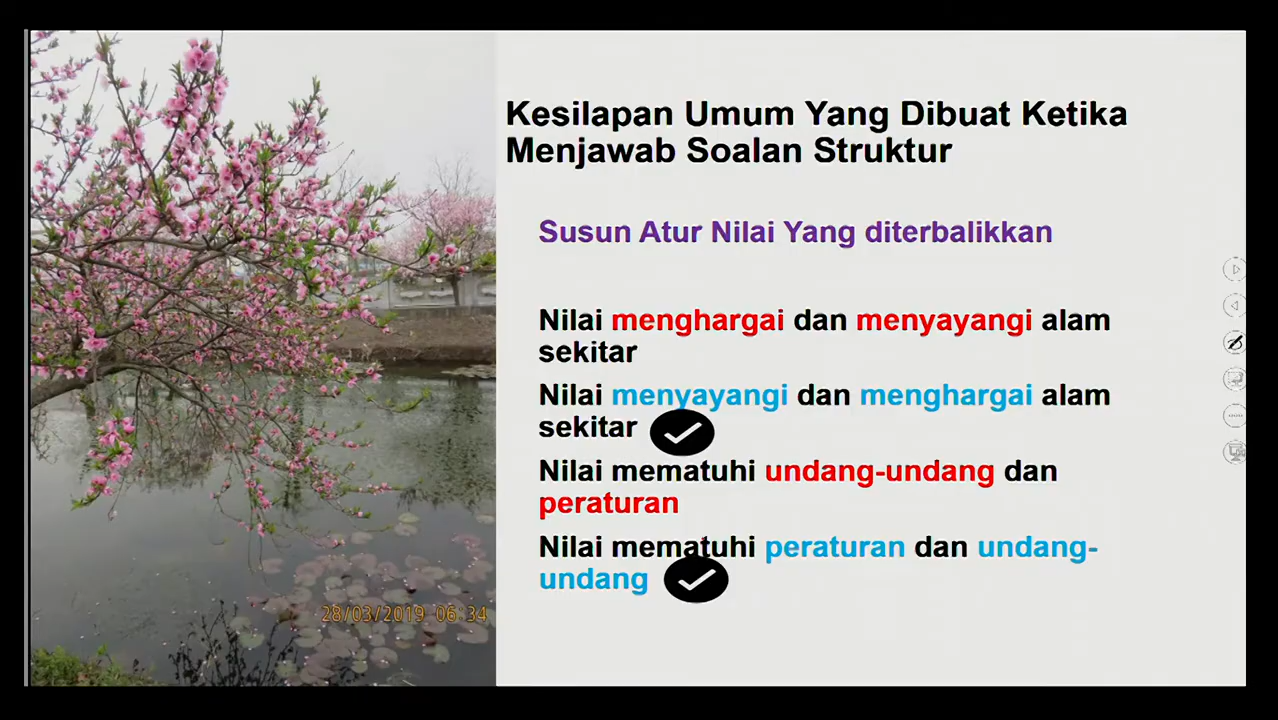 Kesilapan Umum Yang Dibuat Ketika
Menjawab Soalan Struktur
Susun Atur Nilai Yang diterbalikkan
Nilai menghargai dan menyayangi alam
sekitar
Nilai menyayangi dan menghargai alam
sekitar
Nilai mematuhi undang-undang dan
peraturan
Nilai mematuhi peraturan dan undang-
undang
28/03/2019 06 34